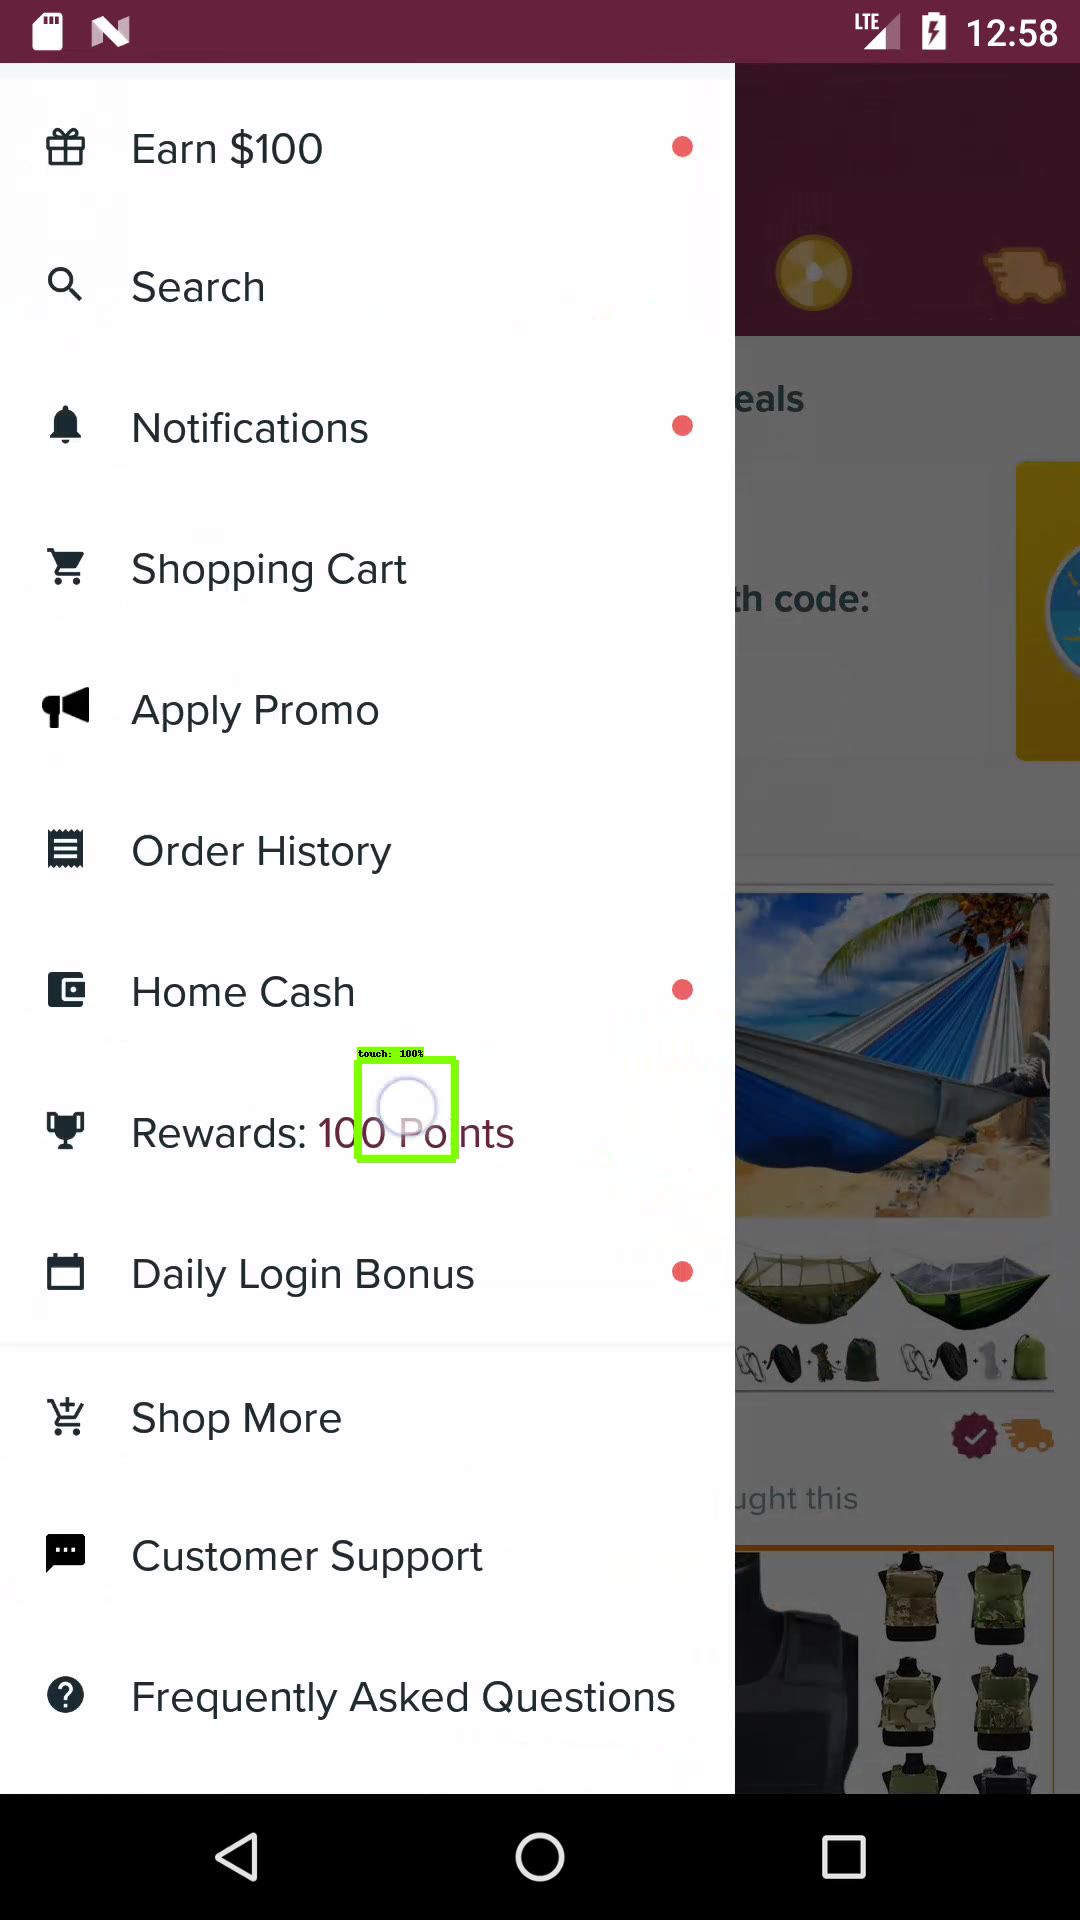 LTE 12:58
Earn $100
Search
eals
Notifications
Shopping Cart
th code:
Apply Promo
Order History
Home Cash
touch: 100%
Rewards: 100 Points
Daily Login Bonus
Shop More
ught this
Customer Support
Frequently Asked Questions